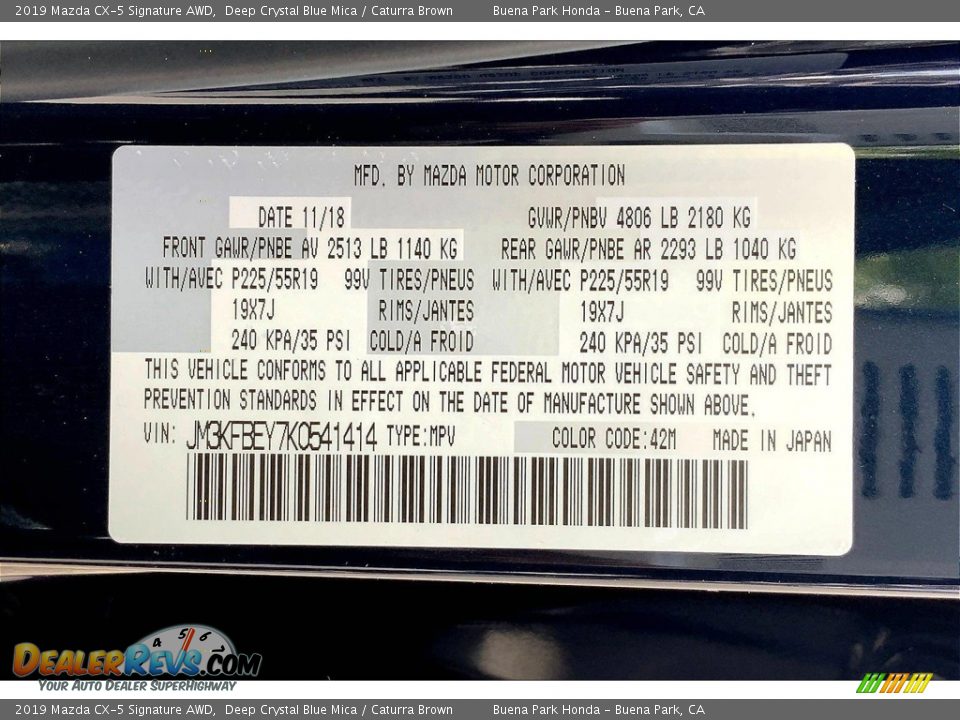 2019 Mazda CX-5 Signature AWD, Deep Crystal Blue Mica / Caturra Brown Buena Park Honda - Buena Park, CA
MFD. BY MAZDA MOTOR CORPORATION
DATE 11/18 GVWR/PNBV 4806 LB 2180 KG
FRONT GAWR/PNBE AV 2513 LB 1140 KG REAR GAWR/PNBE AR 2293 LB 1040 KG
WITH/AVEC P225/55R19 99V TIRES/PNEUS WITH/AVEC P225/55R19 99V TIRES/PNEUS
19X7J RIMS/JANTES 19X7J RIMS/JANTES
240 KPA/35 PSI COLD/A FROID 240 KPA/35 PSI COLD/A FROID
THIS VEHICLE CONFORMS TO ALL APPLICABLE FEDERAL MOTOR VEHICLE SAFETY AND THEFT
PREVENTION STANDARDS IN EFFECT ON THE DATE OF MANUFACTURE SHOWN ABOVE.
VIN: JM3KFBEY7K0541414 TYPE:MPV COLOR CODE:42M MADE IN JAPAN
4 5 6
DEALERREVS.COM
YOUR AUTO DEALER SUPERHIGHWAY
2019 Mazda CX-5 Signature AWD, Deep Crystal Blue Mica / Caturra Brown Buena Park Honda - Buena Park, CA